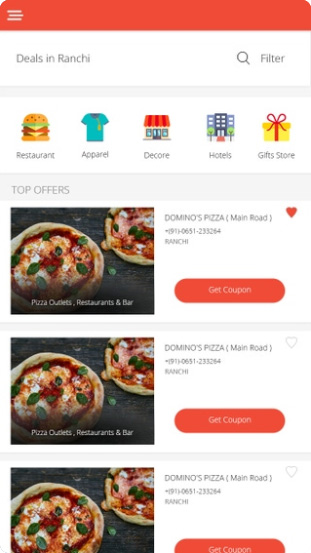 Deals in Ranchi
Filter
Restaurant
Apparel
Decore
Hotels
Gifts Store
TOP OFFERS
DOMINO'S PIZZA ( Main Road )
+(91)-0651-233264
RANCHI
Get Coupon
Pizza Outlets , Restaurants & Bar
DOMINO'S PIZZA ( Main Road )
+(91)-0651-233264
RANCHI
Get Coupon
Pizza Outlets , Restaurants & Bar
DOMINO'S PIZZA ( Main Road )
+(91)-0651-233264
RANCHI
Get Coupon